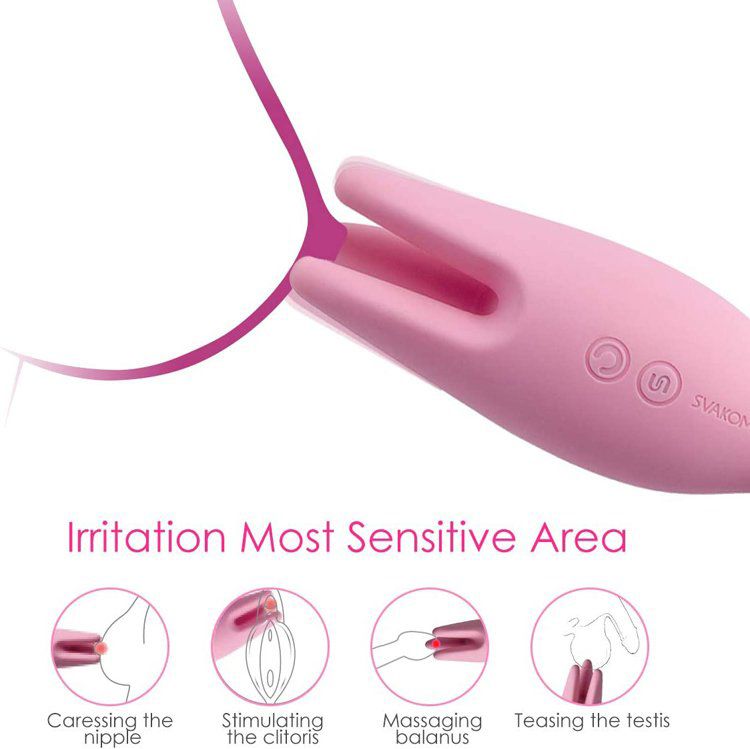 SVAKOM
Irritation Most Sensitive Area
Caressing the
nipple
Stimulating
the clitoris
Massaging
balanus
Teasing the testis